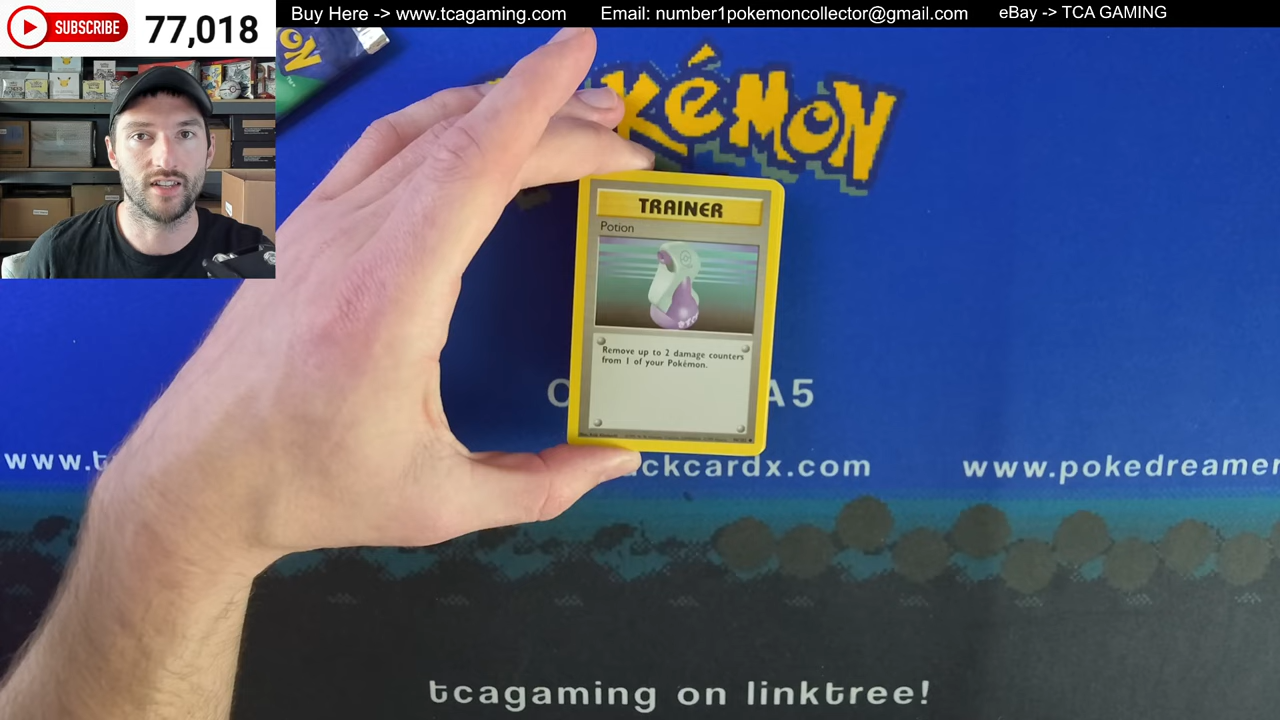 SUBSCRIBE 77,018
Buy Here -> www.tcagaming.com Email: number1pokemoncollector@gmail.com eBay -> TCA GAMING
TRAINER
Potion
Remove up to 2 damage counters
from 1 of your Pokémon.
A5
www.t
ckcardx.com
www.pokedreamer
tcagaming on linktree!